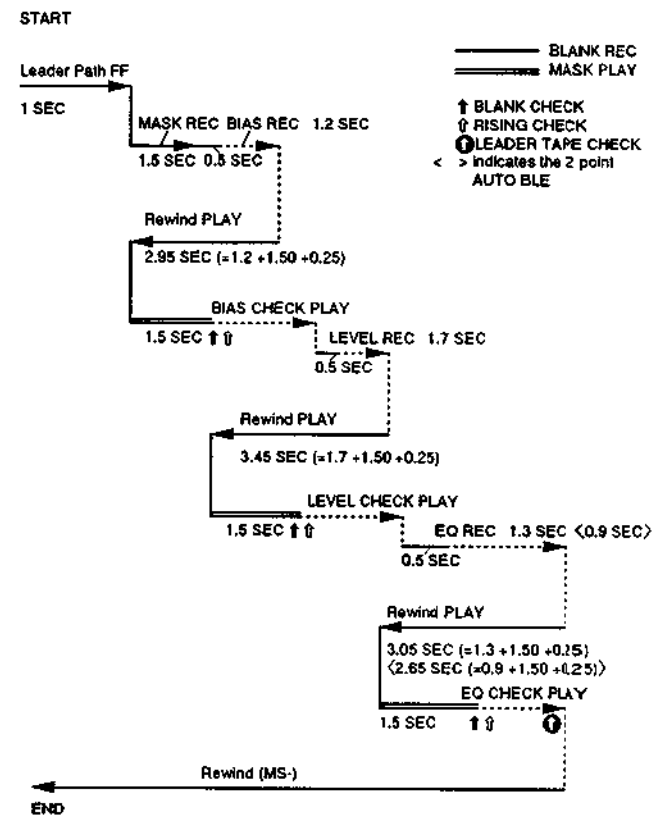 START
Leader Path FF
1 SEC
BLANK REC
MASK PLAY
BLANK CHECK
RISING CHECK
LEADER TAPE CHECK
< > indicates the 2 point
AUTO BLE
MASK REC BIAS REC 1.2 SEC
1.5 SEC 0.5 SEC
Rewind PLAY
2.95 SEC (=1.2 +1.50 +0.25)
BIAS CHECK PLAY
1.5 SEC
LEVEL REC 1.7 SEC
0.5 SEC
Rewind PLAY
3.45 SEC (=1.7 +1.50 +0.25)
LEVEL CHECK PLAY
1.5 SEC
EQ REC 1.3 SEC <0.9 SEC>
0.5 SEC
Rewind PLAY
3.05 SEC (=1.3 +1.50 +0.25)
<2.65 SEC (=0.9 +1.50 +0.25)>
EQ CHECK PLAY
1.5 SEC
Rewind (MS-)
END